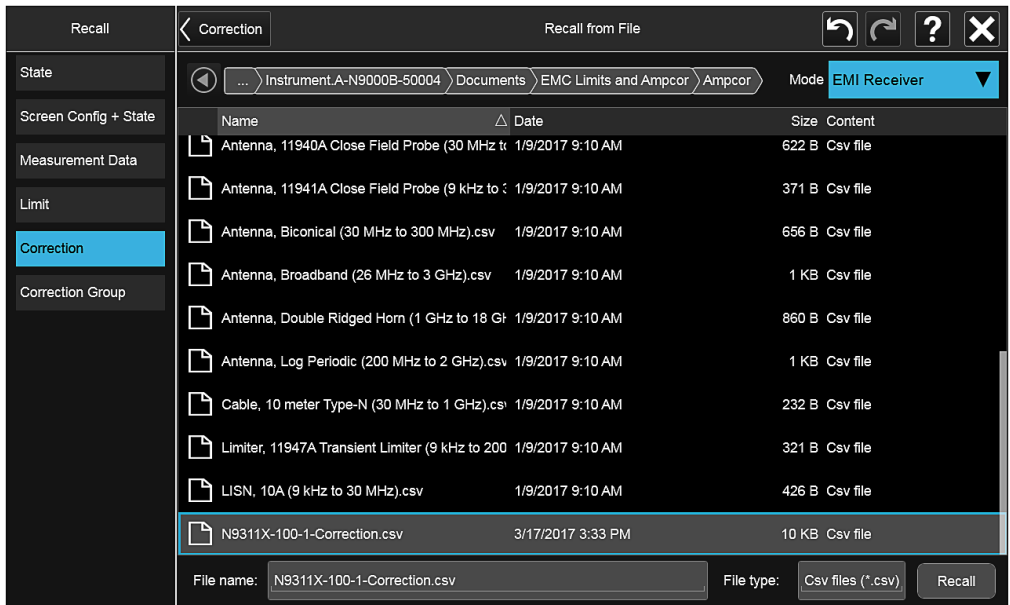 Recall
Correction
Recall from File
?
State
Screen Config + State
Measurement Data
Limit
Correction
Correction Group
... Instrument.A-N9000B-50004 Documents EMC Limits and Ampcor Ampcor
Mode EMI Receiver
Name Date Size Content
Antenna, 11940A Close Field Probe (30 MHz to 1/9/2017 9:10 AM 622 B Csv file
Antenna, 11941A Close Field Probe (9 kHz to 1/9/2017 9:10 AM 371 B Csv file
Antenna, Biconical (30 MHz to 300 MHz).csv 1/9/2017 9:10 AM 656 B Csv file
Antenna, Broadband (26 MHz to 3 GHz).csv 1/9/2017 9:10 AM 1 KB Csv file
Antenna, Double Ridged Horn (1 GHz to 18 GH 1/9/2017 9:10 AM 860 B Csv file
Antenna, Log Periodic (200 MHz to 2 GHz).csv 1/9/2017 9:10 AM 1 KB Csv file
Cable, 10 meter Type-N (30 MHz to 1 GHz).csv 1/9/2017 9:10 AM 232 B Csv file
Limiter, 11947A Transient Limiter (9 kHz to 200 1/9/2017 9:10 AM 321 B Csv file
LISN, 10A (9 kHz to 30 MHz).csv 1/9/2017 9:10 AM 426 B Csv file
N9311X-100-1-Correction.csv 3/17/2017 3:33 PM 10 KB Csv file
File name: N9311X-100-1-Correction.csv File type: Csv files (*.csv) Recall